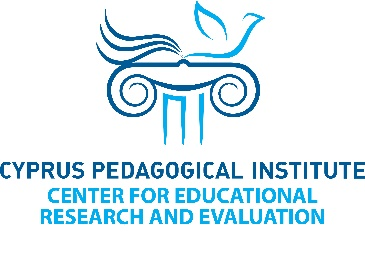 CYPRUS PEDAGOGICAL INSTITUTE
CENTER FOR EDUCATIONAL
RESEARCH AND EVALUATION